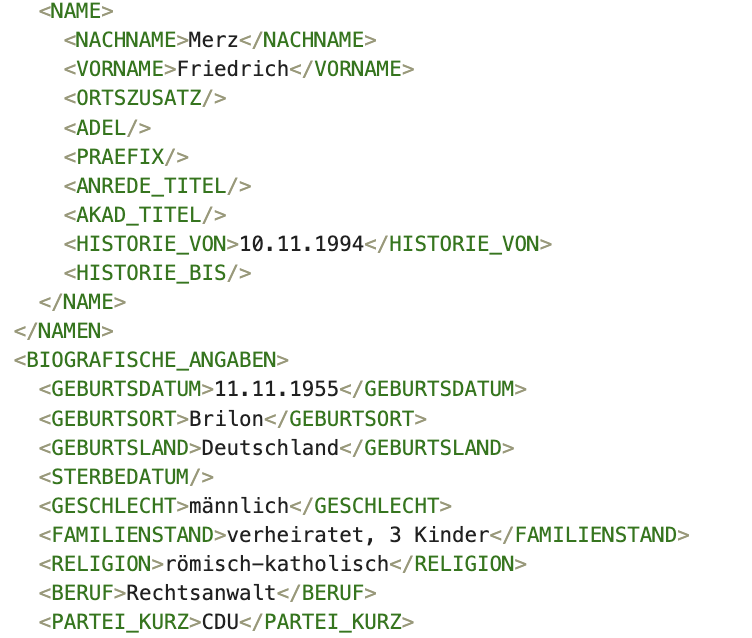 <NAME>
<NACHNAME>Merz</NACHNAME>
<VORNAME>Friedrich</VORNAME>
<ORTSZUSATZ/>
<ADEL/>
<PRAEFIX/>
<ANREDE_TITEL/>
<AKAD_TITEL/>
<HISTORIE_VON>10.11.1994</HISTORIE_VON>
<HISTORIE_BIS/>
</NAME>
</NAMEN>
<BIOGRAFISCHE_ANGABEN>
<GEBURTSDATUM>11.11.1955</GEBURTSDATUM>
<GEBURTSORT>Brilon</GEBURTSORT>
<GEBURTSLAND>Deutschland</GEBURTSLAND>
<STERBEDATUM/>
<GESCHLECHT>männlich</GESCHLECHT>
<FAMILIENSTAND>verheiratet, 3 Kinder</FAMILIENSTAND>
<RELIGION>römisch-katholisch</RELIGION>
<BERUF>Rechtsanwalt</BERUF>
<PARTEI_KURZ>CDU</PARTEI_KURZ>